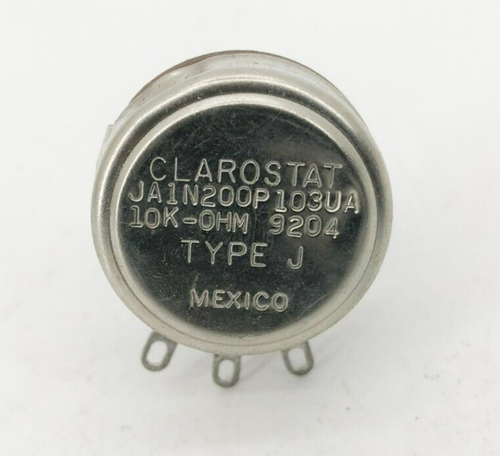 CLAROSTAT
JA1N200P103UA
10K-OHM 9204
TYPE J
MEXICO